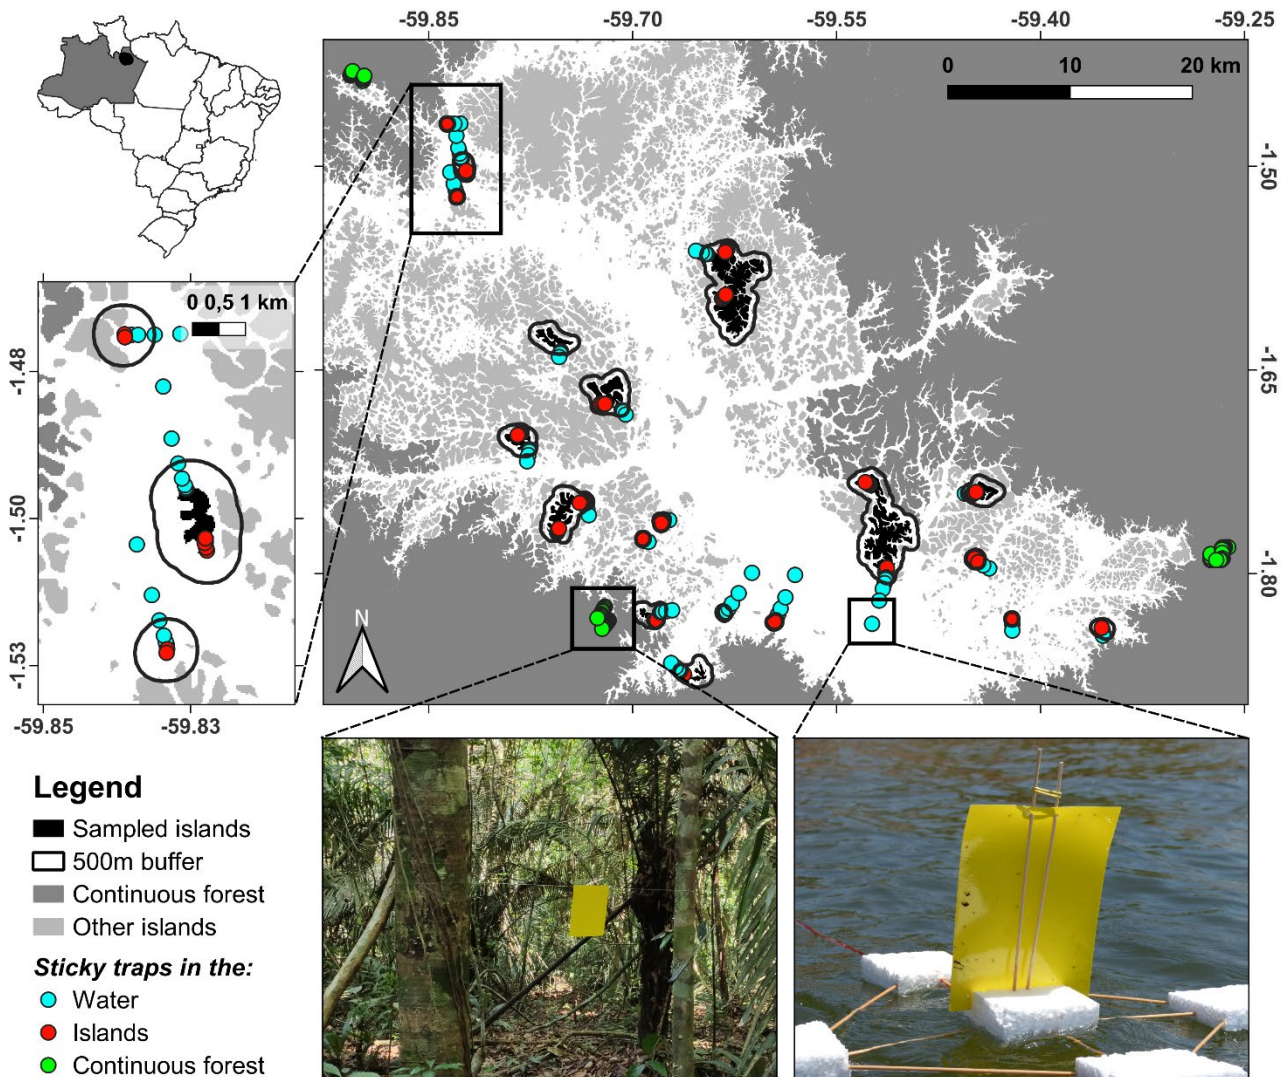 -59.85 -59.70 -59.55 -59.40 -59.25
0 10 20 km
-1.50
-1.65
-1.80
N
0 0,5 1 km
-1.48
-1.50
-1.53
-59.85 -59.83
Legend
Sampled islands
500m buffer
Continuous forest
Other islands
Sticky traps in the:
Water
Islands
Continuous forest